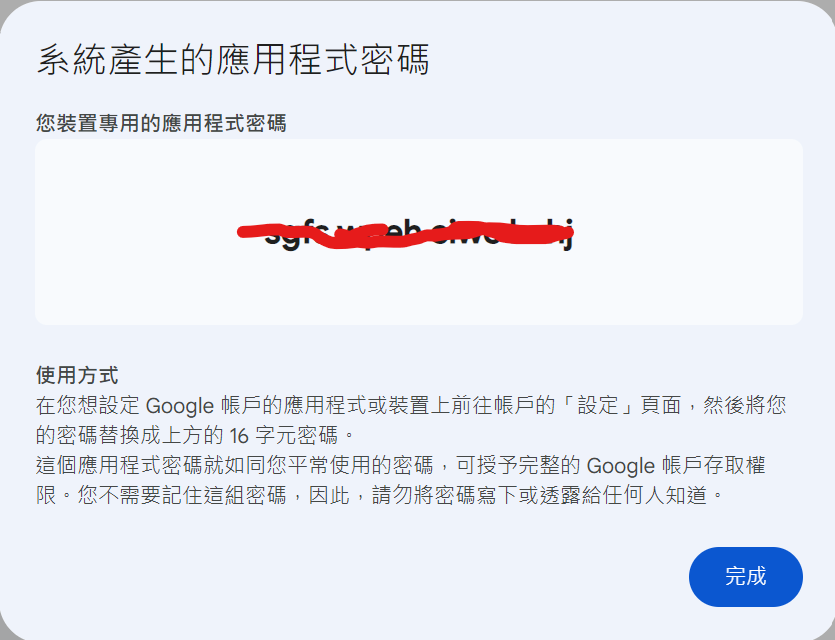 系統產生的應用程式密碼
您裝置專用的應用程式密碼
使用方式
在您想設定 Google 帳戶的應用程式或裝置上前往帳戶的「設定」頁面，然後將您
的密碼替換成上方的 16 字元密碼。
這個應用程式密碼就如同您平常使用的密碼，可授予完整的 Google 帳戶存取權
限。您不需要記住這組密碼，因此，請勿將密碼寫下或透露給任何人知道。
完成